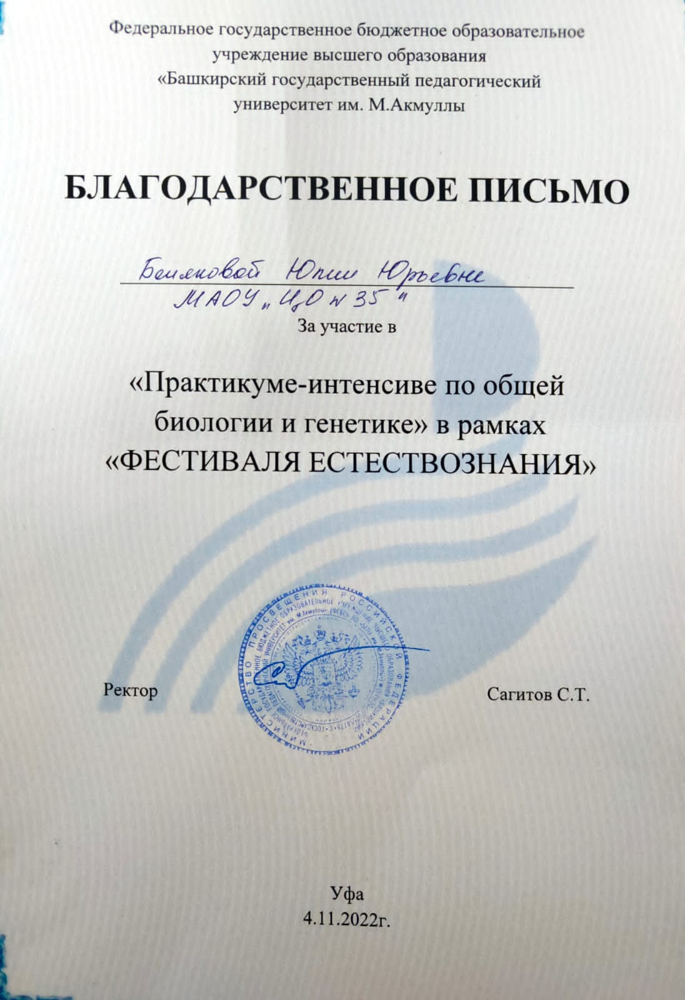 Федеральное государственное бюджетное образовательное
учреждение высшего образования
«Башкирский государственный педагогический
университет им. М.Акмуллы
БЛАГОДАРСТВЕННОЕ ПИСЬМО
Юлии Юрьевне
МАОУ „ЦО № 35"
За участие в
«Практикуме-интенсиве по общей
биологии и генетике» в рамках
«ФЕСТИВАЛЯ ЕСТЕСТВОЗНАНИЯ»
МИНИСТЕРСТВО ПРОСВЕЩЕНИЯ РОССИЙСКОЙ ФЕДЕРАЦИИ
Ректор
Сагитов С.Т.
Уфа
4.11.2022г.